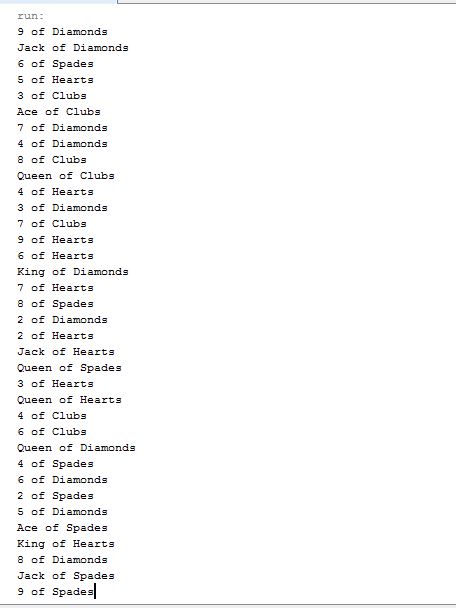 run:
9 of Diamonds
Jack of Diamonds
6 of Spades
5 of Hearts
3 of Clubs
Ace of Clubs
7 of Diamonds
4 of Diamonds
8 of Clubs
Queen of Clubs
4 of Hearts
3 of Diamonds
7 of Clubs
9 of Hearts
6 of Hearts
King of Diamonds
7 of Hearts
8 of Spades
2 of Diamonds
2 of Hearts
Jack of Hearts
Queen of Spades
3 of Hearts
Queen of Hearts
4 of Clubs
6 of Clubs
Queen of Diamonds
4 of Spades
6 of Diamonds
2 of Spades
5 of Diamonds
Ace of Spades
King of Hearts
8 of Diamonds
Jack of Spades
9 of Spades